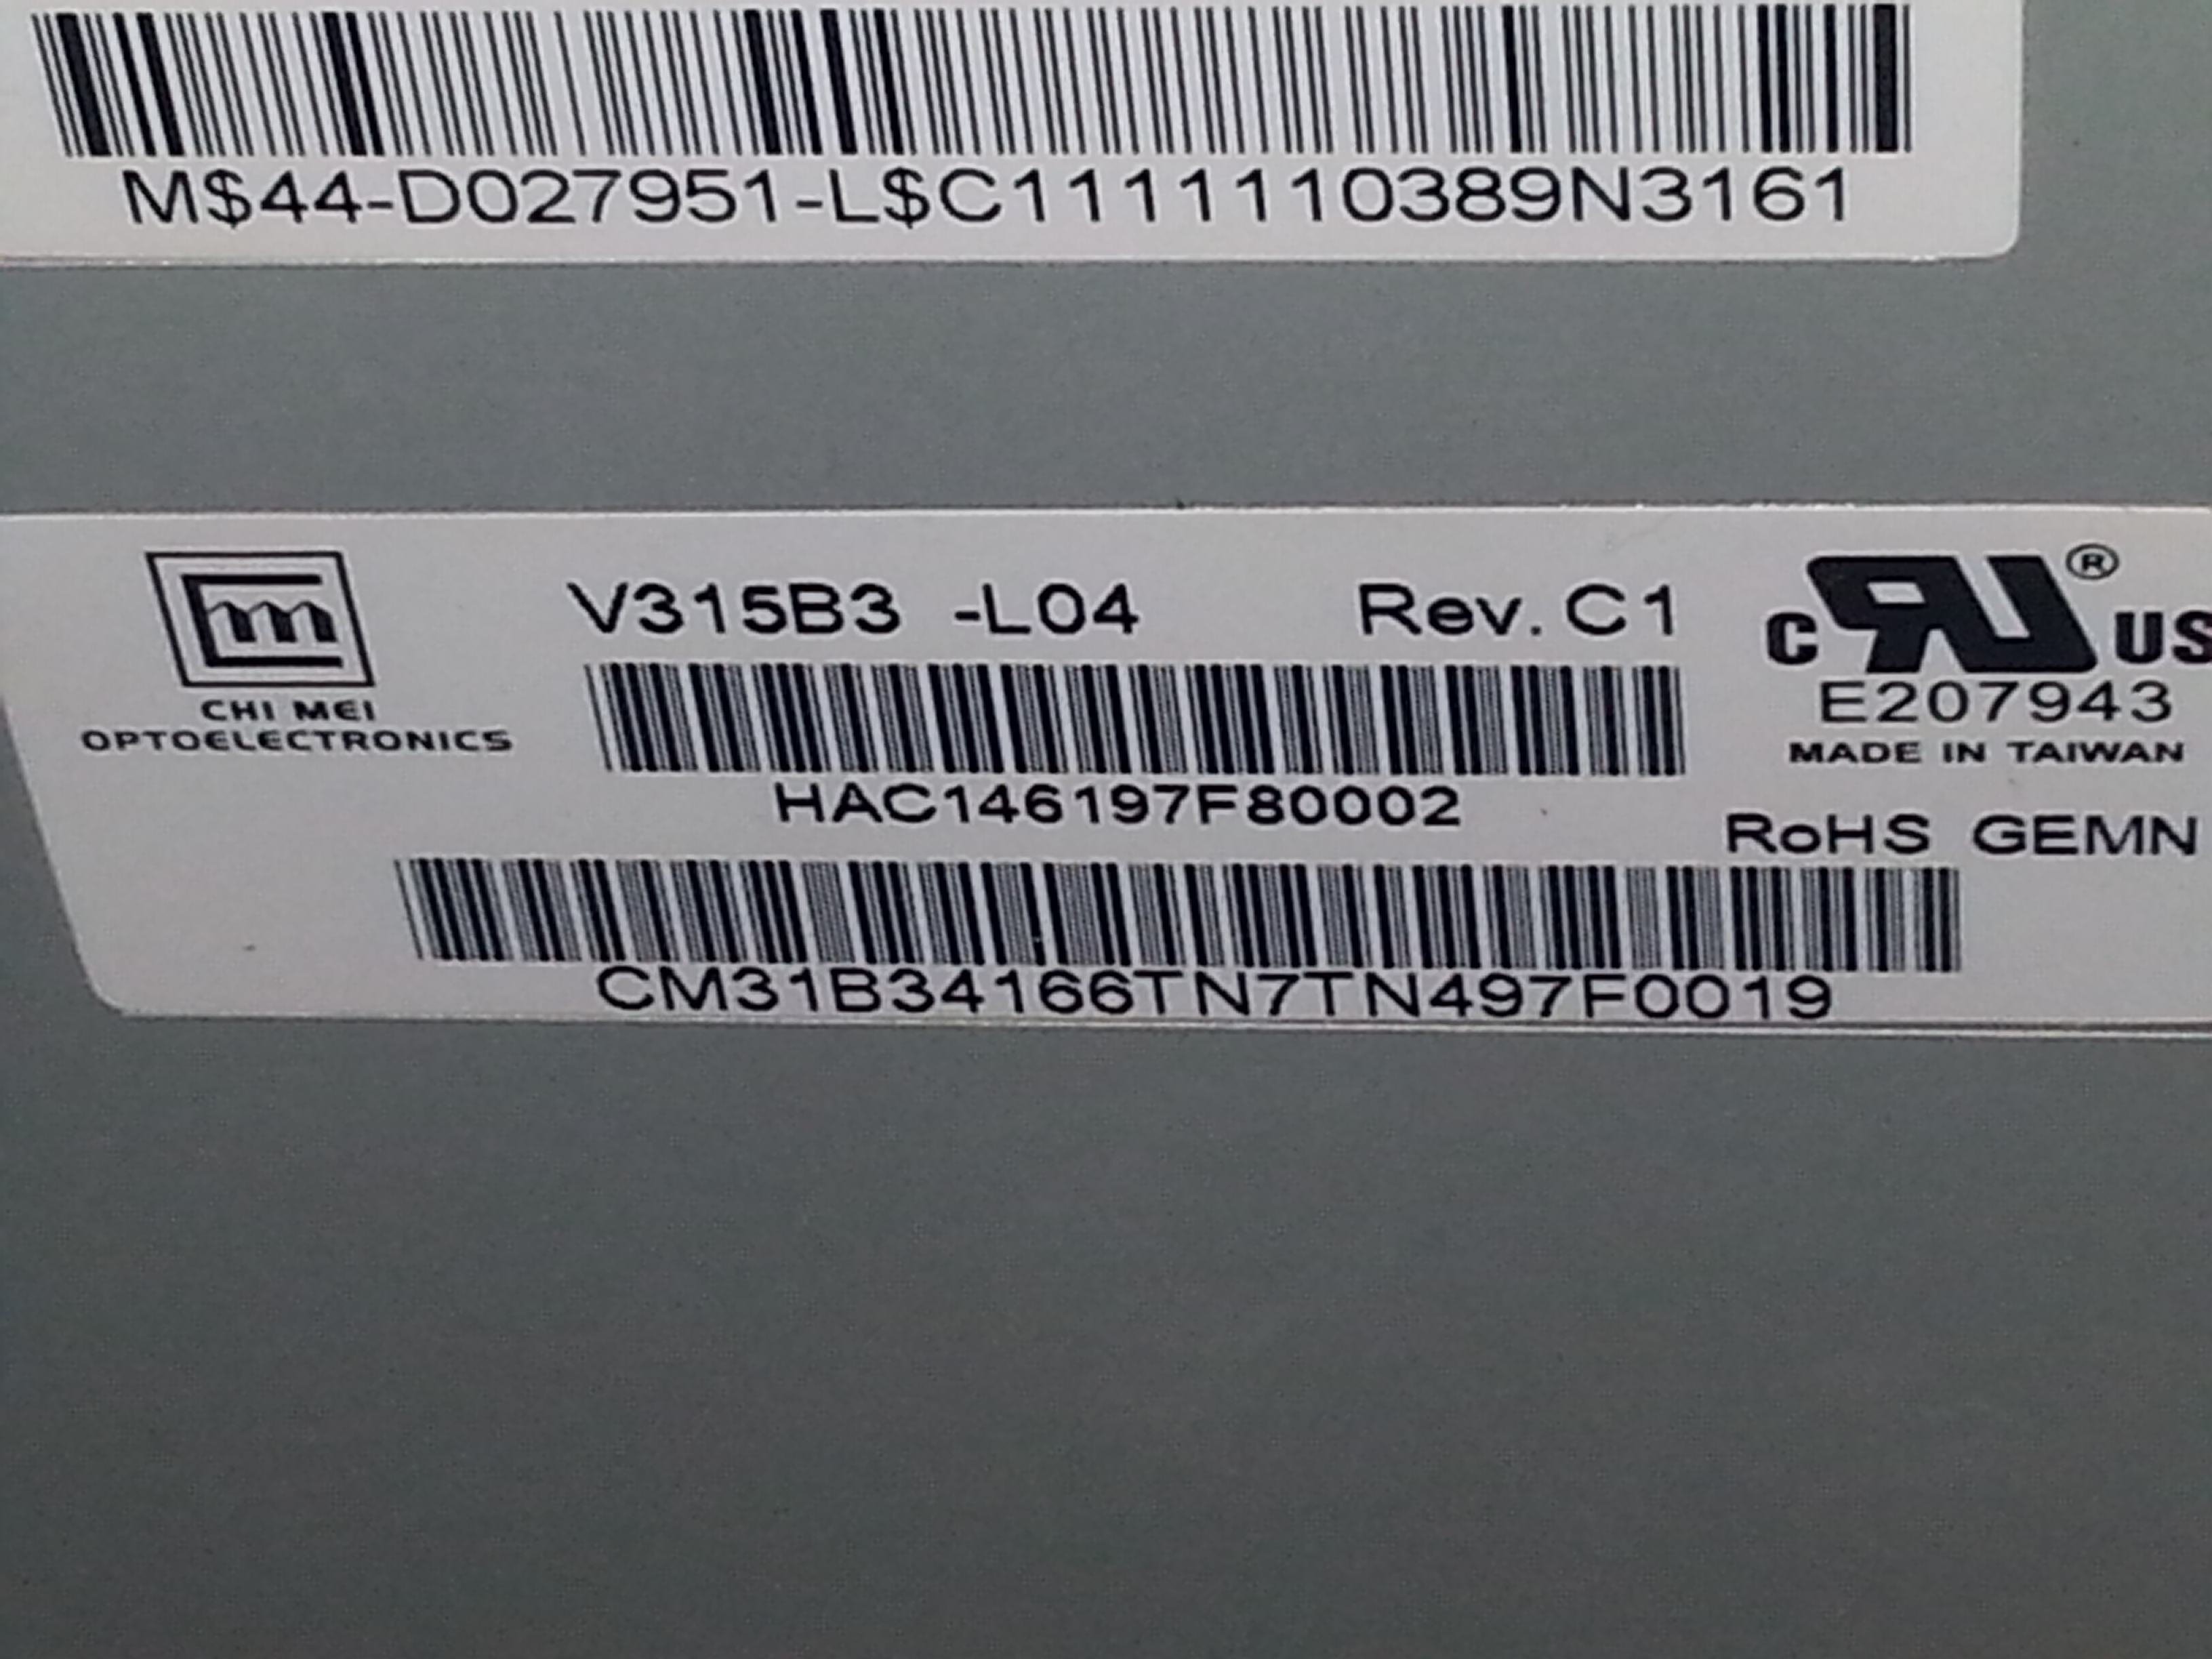 M$44-D027951-L$C1111110389N3161
V315B3 -L04 Rev. C1
CHI MEI
OPTOELECTRONICS
HAC146197F80002
C RU® US
E207943
MADE IN TAIWAN
RoHS GEMN
CM31B34166TN7TN497F0019